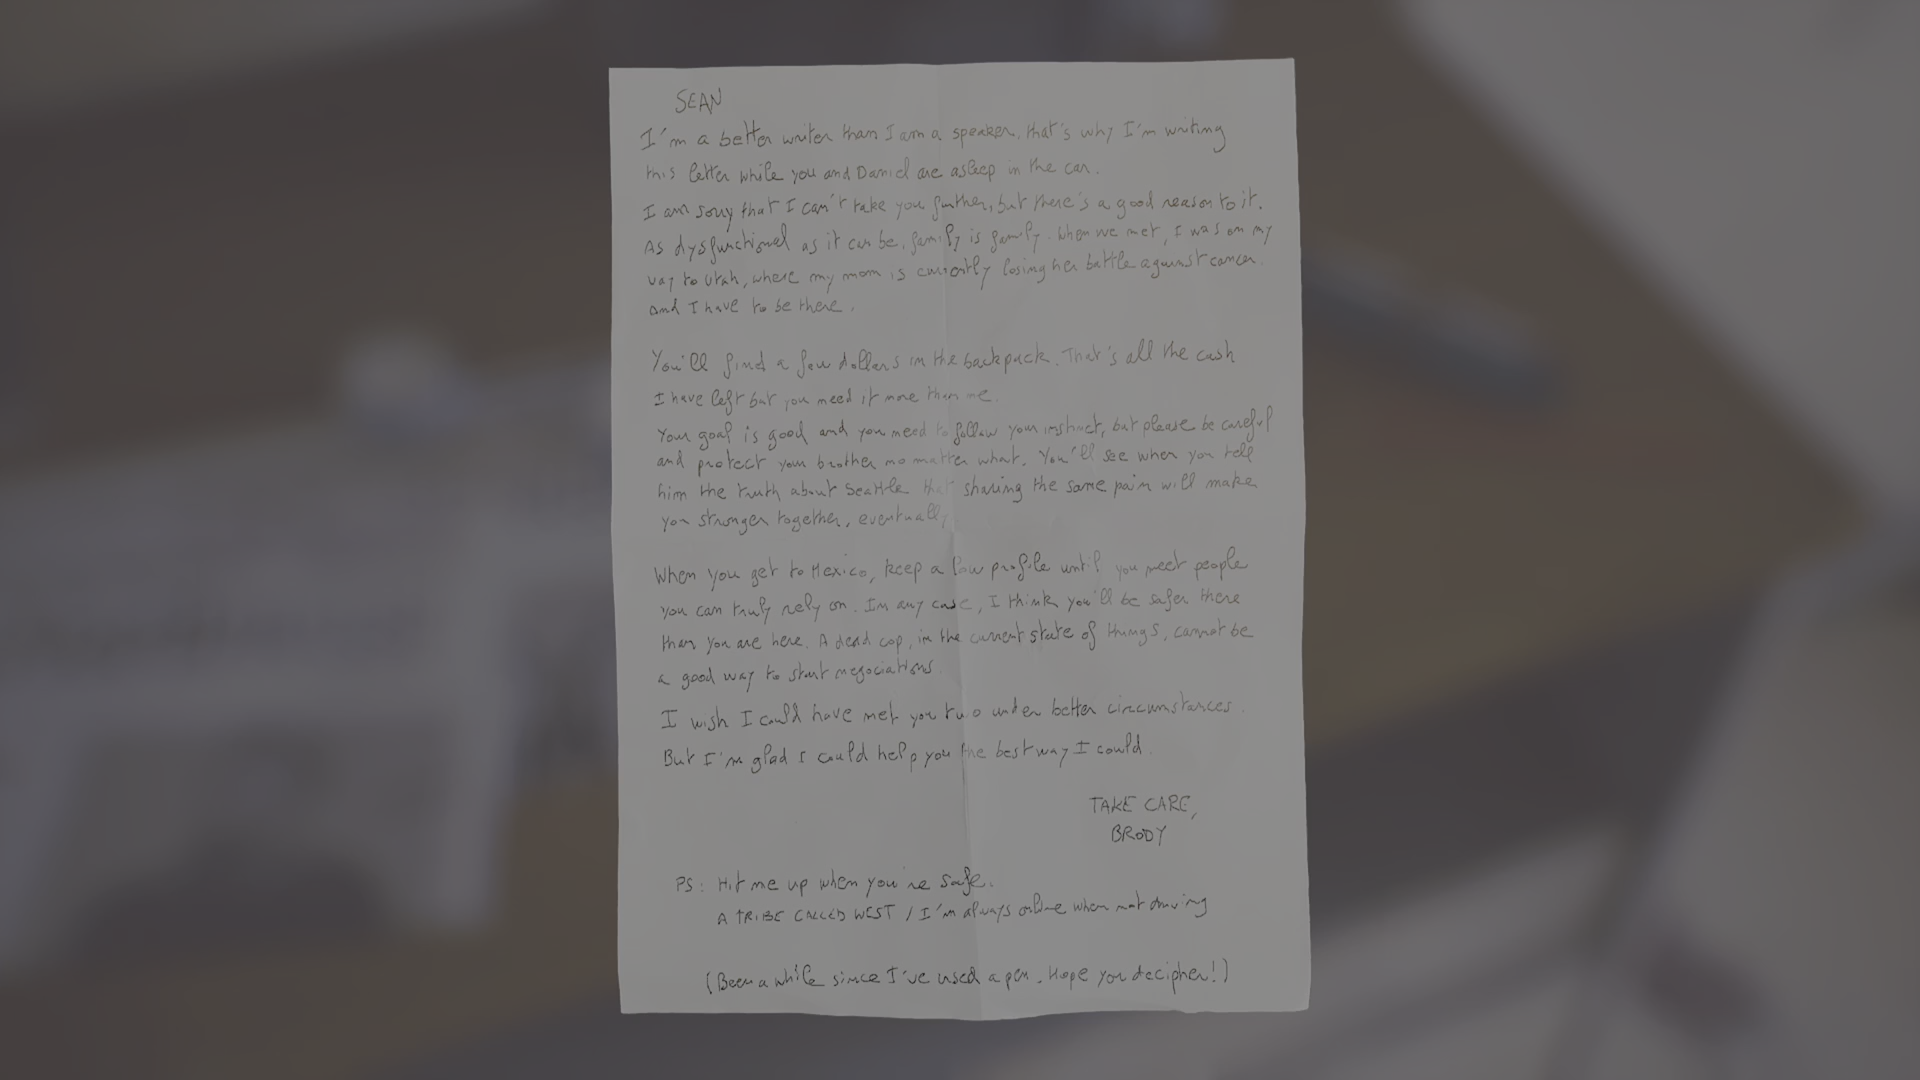 SEAN
I'm a better writer than I am a speaker. that's why I'm writing
this letter while you and Daniel are asleep in the car.
I am sorry that I can't take you further, but there's a good reason to it.
As dysfunctional as it can be, family is family. When we met, I was on my
way to Utah, where my mom is currently losing her battle against cancer.
and I have to be there.
You'll find a few dollars in the backpack. That's all the cash
I have left but you need it more than me.
Your goal is good and you need to follow your instinct, but please be careful
and protect your brother no matter what. You'll see when you tell
him the truth about Seattle that sharing the same pain will make
you stronger together, eventually
When you get to Mexico, keep a low profile until you meet people
you can truly rely on. In any case, I think you'll be safer there
than you are here. A dead cop, in the current state of things, cannot be
a good way to start negociations.
I wish I could have met you two under better circumstances.
But I'm glad I could help you the best way I could.
TAKE CARE,
BRODY
PS: Hit me up when you're safe.
A TRIBE CALLED WEST / I'm always online when not driving
(Been a while since I've used a pen. Hope you decipher!)